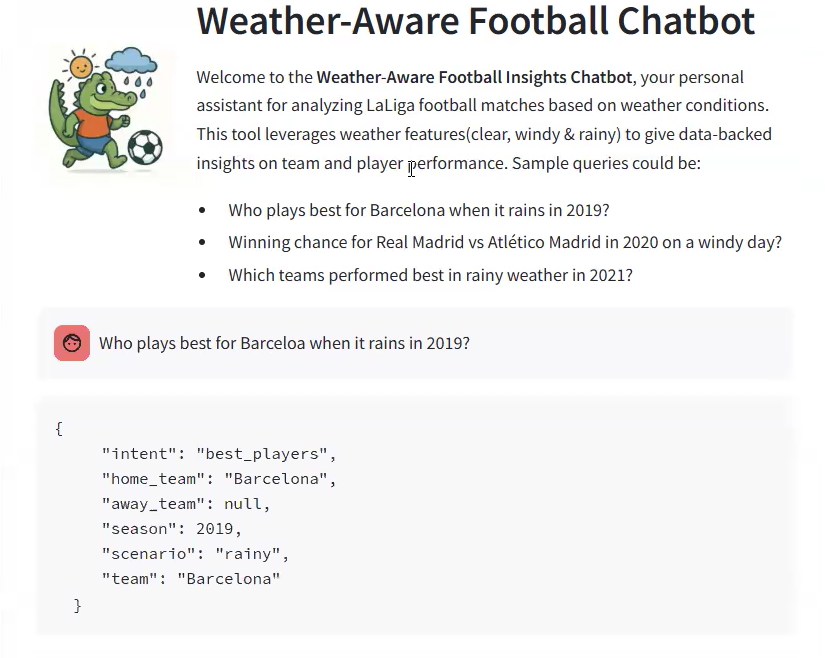 Weather-Aware Football Chatbot
Welcome to the Weather-Aware Football Insights Chatbot, your personal
assistant for analyzing LaLiga football matches based on weather conditions.
This tool leverages weather features(clear, windy & rainy) to give data-backed
insights on team and player performance. Sample queries could be:
• Who plays best for Barcelona when it rains in 2019?
• Winning chance for Real Madrid vs Atlético Madrid in 2020 on a windy day?
• Which teams performed best in rainy weather in 2021?
Who plays best for Barceloa when it rains in 2019?
{
"intent": "best_players",
"home_team": "Barcelona",
"away_team": null,
"season": 2019,
"scenario": "rainy",
"team": "Barcelona"
}